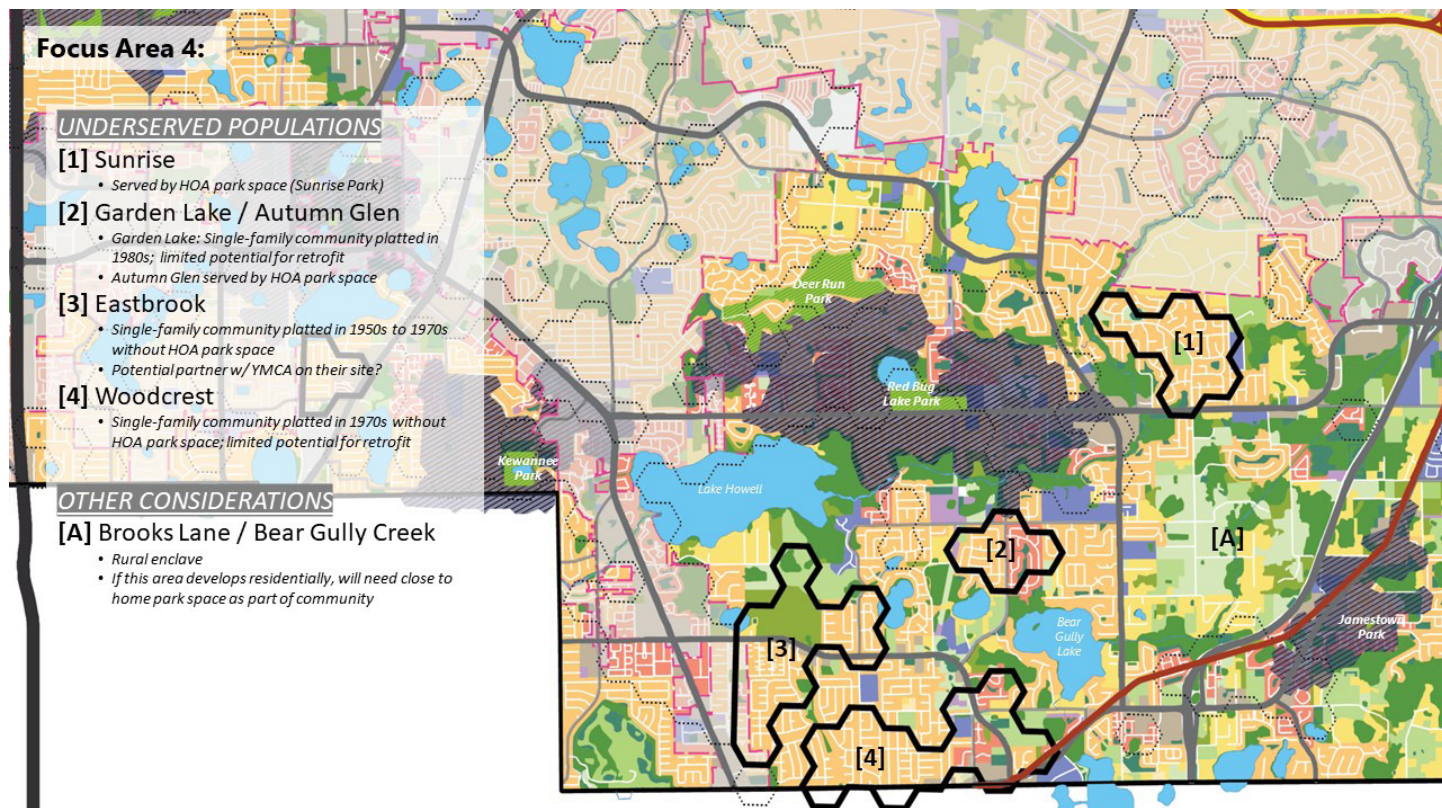 Focus Area 4:
UNDERSERVED POPULATIONS
[1] Sunrise
• Served by HOA park space (Sunrise Park)
[2] Garden Lake / Autumn Glen
• Garden Lake: Single-family community platted in
1980s; limited potential for retrofit
• Autumn Glen served by HOA park space
[3] Eastbrook
• Single-family community platted in 1950s to 1970s
without HOA park space
• Potential partner w/ YMCA on their site?
[4] Woodcrest
• Single-family community platted in 1970s without
HOA park space; limited potential for retrofit
OTHER CONSIDERATIONS
[A] Brooks Lane / Bear Gully Creek
• Rural enclave
• If this area develops residentially, will need close to
home park space as part of community
Deer Run
Park
[1]
Red Bug
Lake Park
Kewannee
Park
Lake Howell
[2]
[A]
Bear
Gully
Lake
Jamestown
Park
[3]
[4]